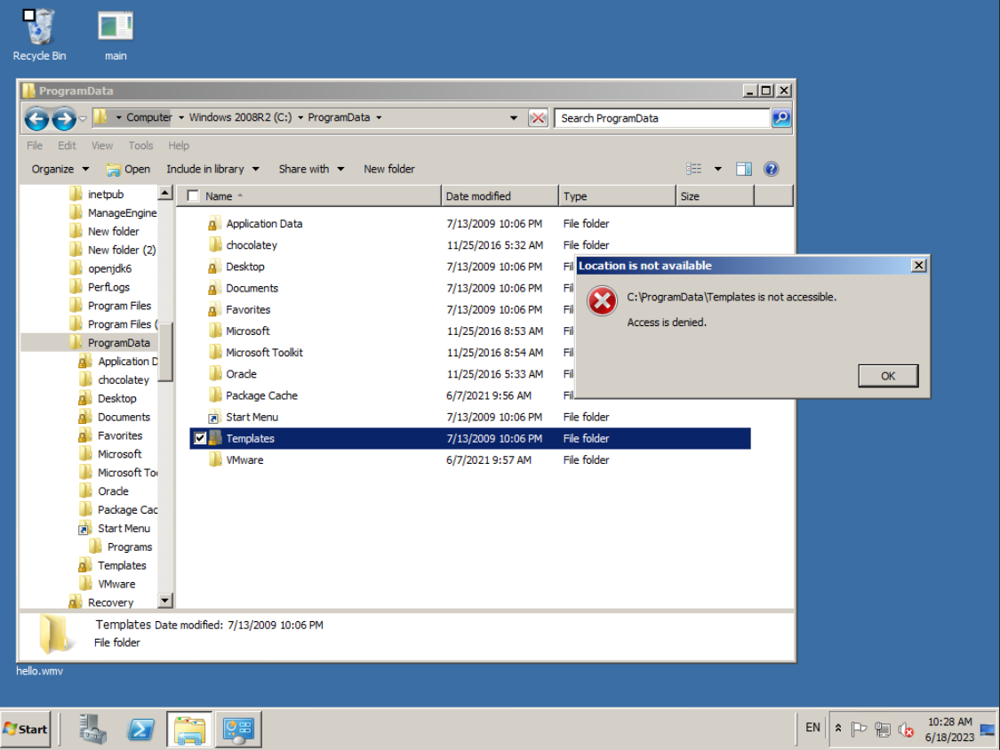 Recycle Bin
main
ProgramData
Computer Windows 2008R2 (C:) ProgramData
Search ProgramData
File Edit View Tools Help
Organize Open Include in library Share with New folder
inetpub
ManageEngine
New folder
New folder (2)
openjdk6
PerfLogs
Program Files
Program Files (
ProgramData
Application D
chocolatey
Desktop
Documents
Favorites
Microsoft
Microsoft Too
Oracle
Package Cac
Start Menu
Programs
Templates
VMware
Recovery
Name Date modified Type Size
Application Data 7/13/2009 10:06 PM File folder
chocolatey 11/25/2016 5:32 AM File folder
Desktop 7/13/2009 10:06 PM Fil
Documents 7/13/2009 10:06 PM Fil
Favorites 7/13/2009 10:06 PM Fil
Microsoft 11/25/2016 8:53 AM Fil
Microsoft Toolkit 11/25/2016 8:54 AM Fil
Oracle 11/25/2016 5:33 AM Fil
Package Cache 6/7/2021 9:56 AM Fil
Start Menu 7/13/2009 10:06 PM File folder
Templates 7/13/2009 10:06 PM File folder
VMware 6/7/2021 9:57 AM File folder
Location is not available
C:\ProgramData\Templates is not accessible.
Access is denied.
OK
Templates Date modified: 7/13/2009 10:06 PM
File folder
hello.wmv
Start
EN
10:28 AM
6/18/2023